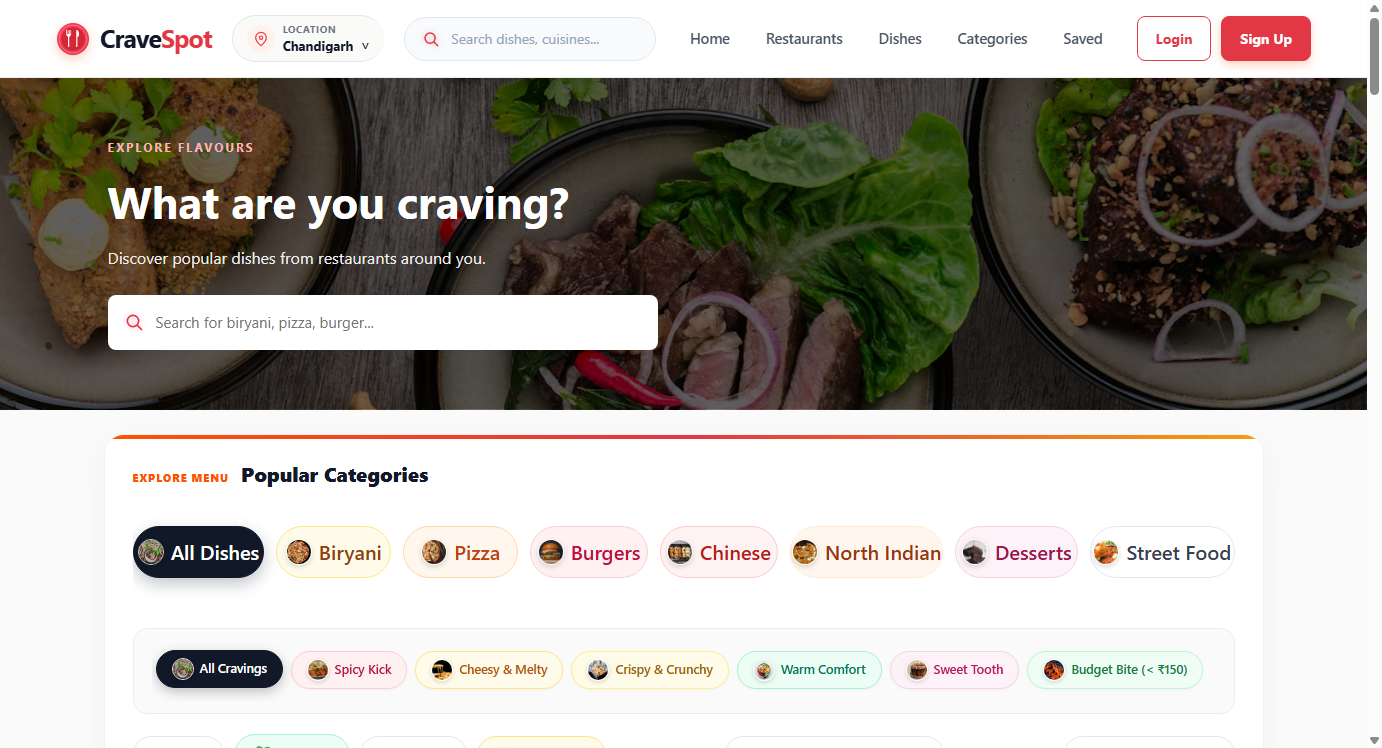 CraveSpot
LOCATION
Chandigarh
Search dishes, cuisines...
Home
Restaurants
Dishes
Categories
Saved
Login
Sign Up
EXPLORE FLAVOURS
What are you craving?
Discover popular dishes from restaurants around you.
Search for biryani, pizza, burger...
EXPLORE MENU Popular Categories
All Dishes
Biryani
Pizza
Burgers
Chinese
North Indian
Desserts
Street Food
All Cravings
Spicy Kick
Cheesy & Melty
Crispy & Crunchy
Warm Comfort
Sweet Tooth
Budget Bite (< ₹150)